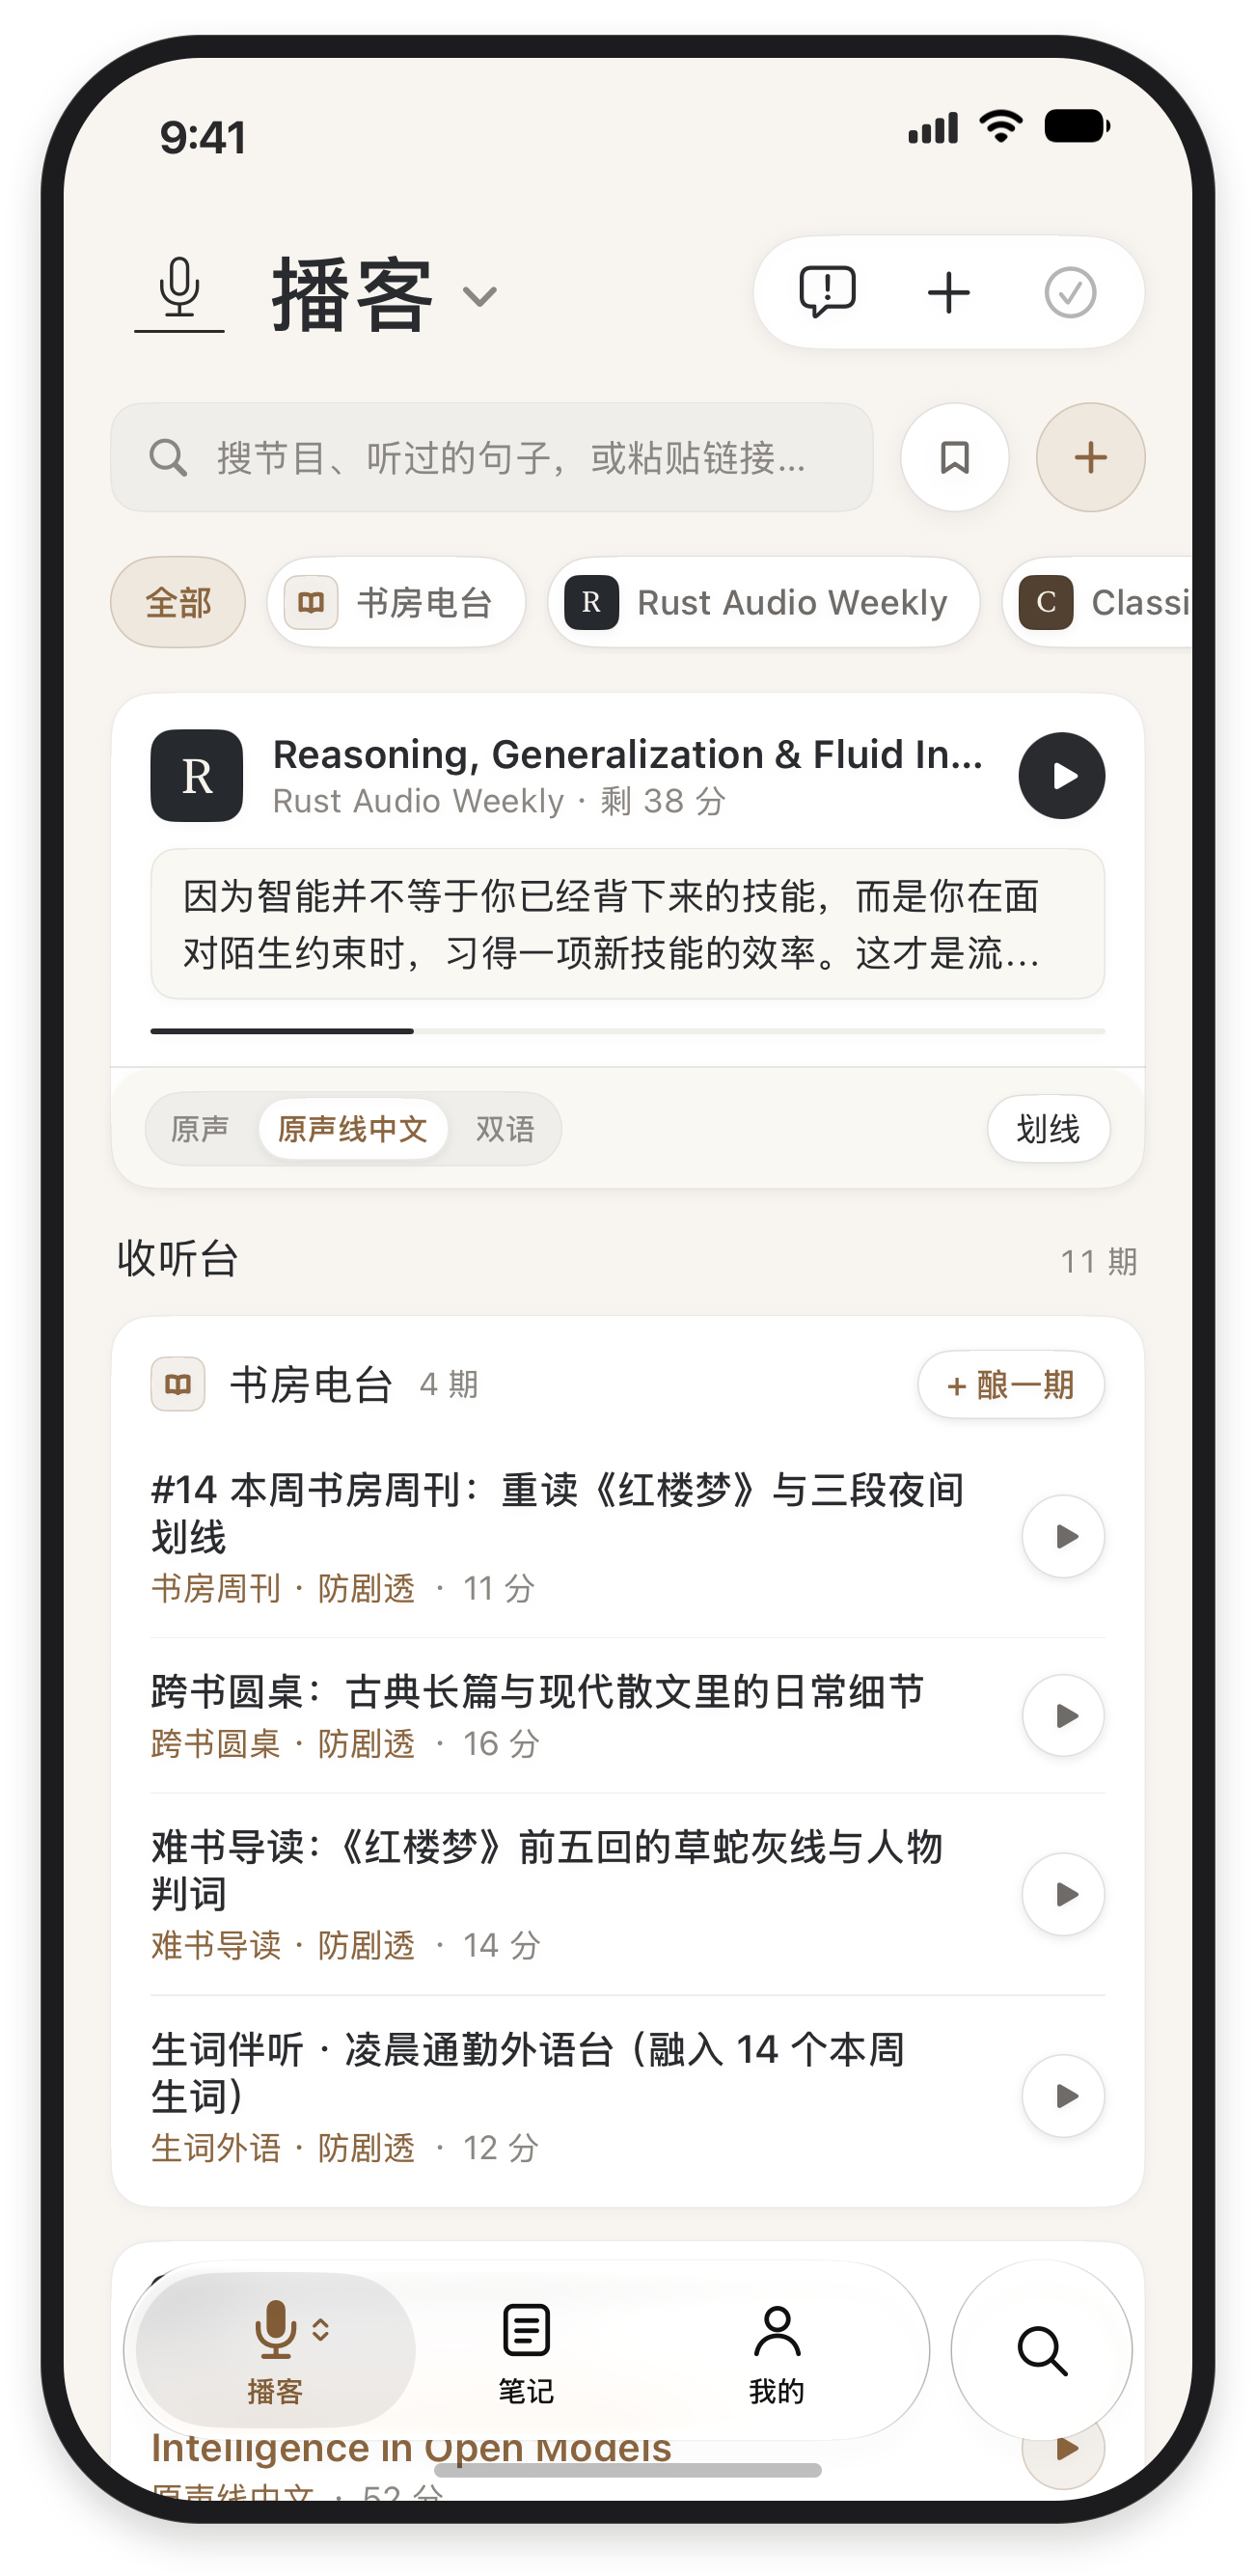 9:41
播客
搜节目、听过的句子，或粘贴链接...
全部
书房电台
R Rust Audio Weekly
C Classi
R
Reasoning, Generalization & Fluid In...
Rust Audio Weekly · 剩 38 分
因为智能并不等于你已经背下来的技能，而是你在面
对陌生约束时，习得一项新技能的效率。这才是流...
原声 原声线中文 双语 划线
收听台 11 期
书房电台 4 期 + 酿一期
#14 本周书房周刊：重读《红楼梦》与三段夜间
划线
书房周刊 · 防剧透 · 11 分
跨书圆桌：古典长篇与现代散文里的日常细节
跨书圆桌 · 防剧透 · 16 分
难书导读：《红楼梦》前五回的草蛇灰线与人物
判词
难书导读 · 防剧透 · 14 分
生词伴听 · 凌晨通勤外语台（融入 14 个本周
生词）
生词外语 · 防剧透 · 12 分
播客 笔记 我的
Intelligence in Open Models
原声线中文 · 52 分